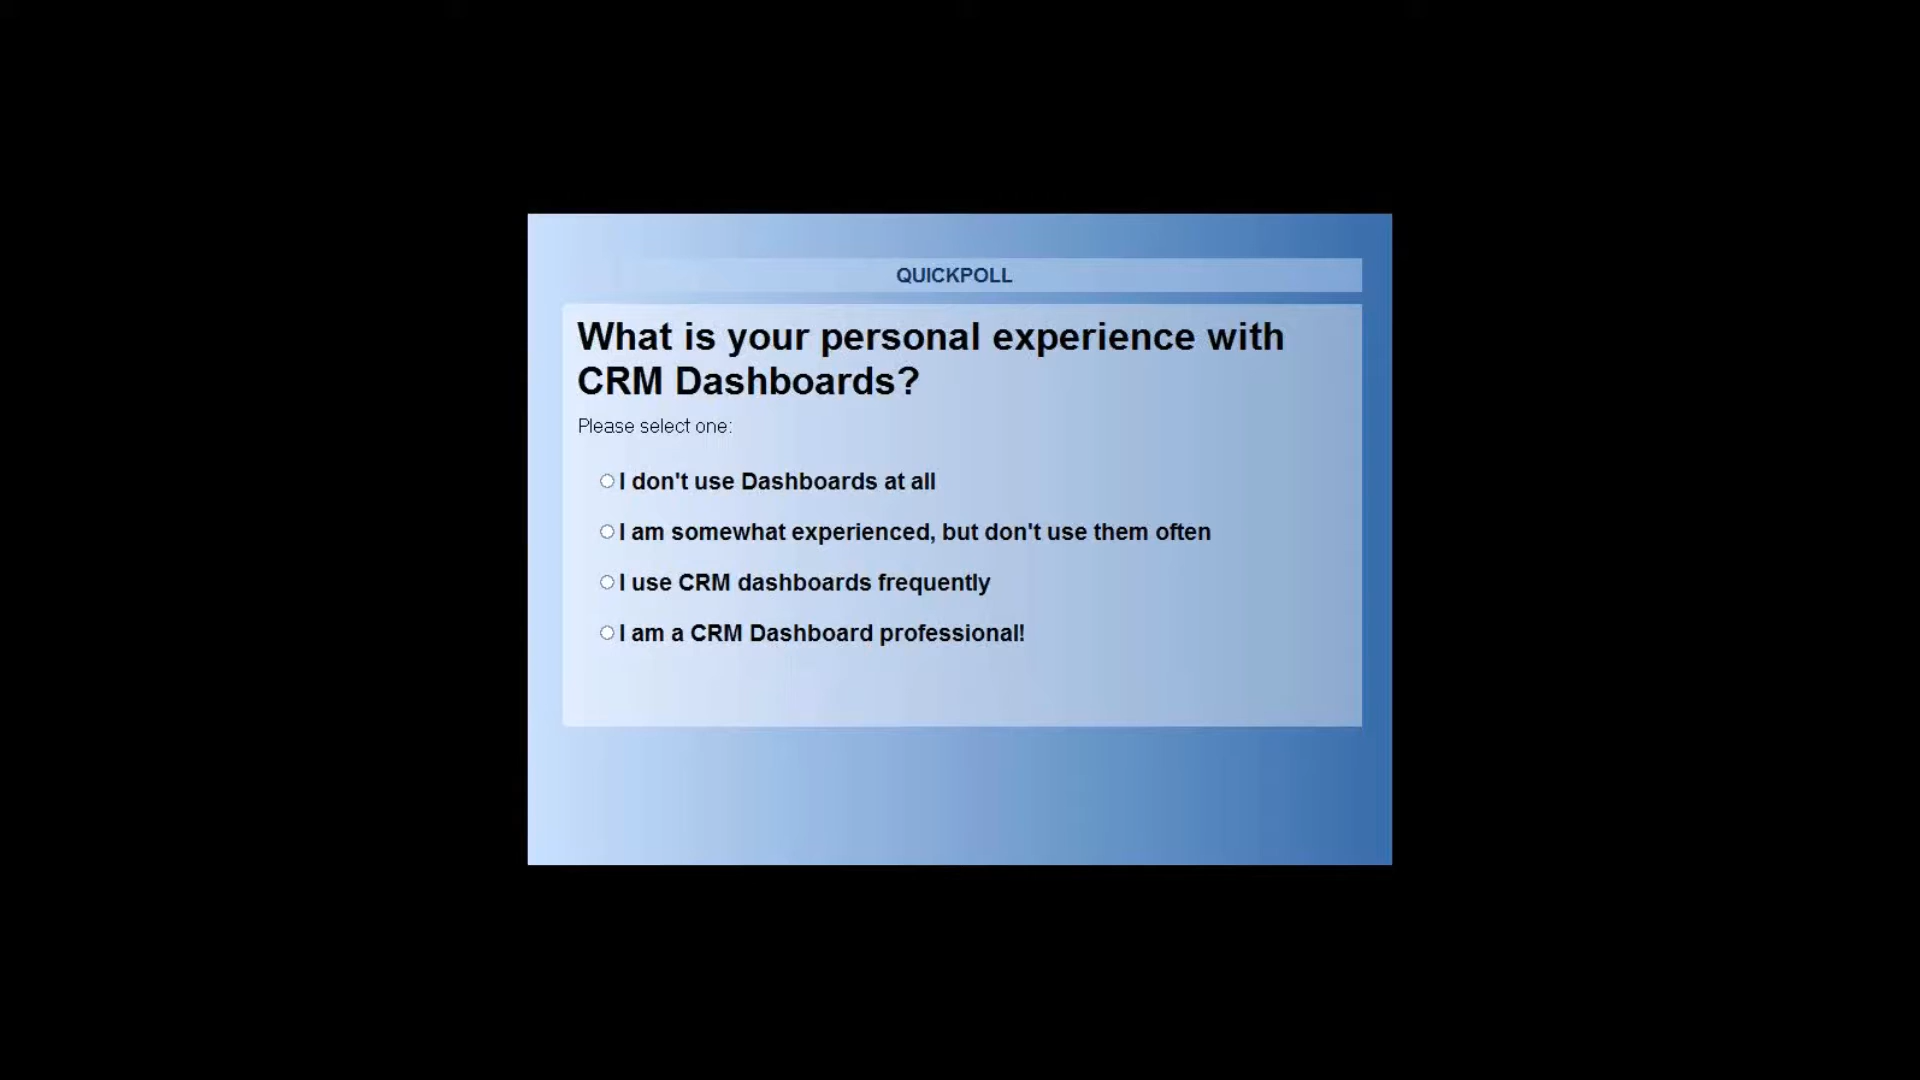 QUICKPOLL
What is your personal experience with
CRM Dashboards?
Please select one:
I don't use Dashboards at all
I am somewhat experienced, but don't use them often
I use CRM dashboards frequently
I am a CRM Dashboard professional!